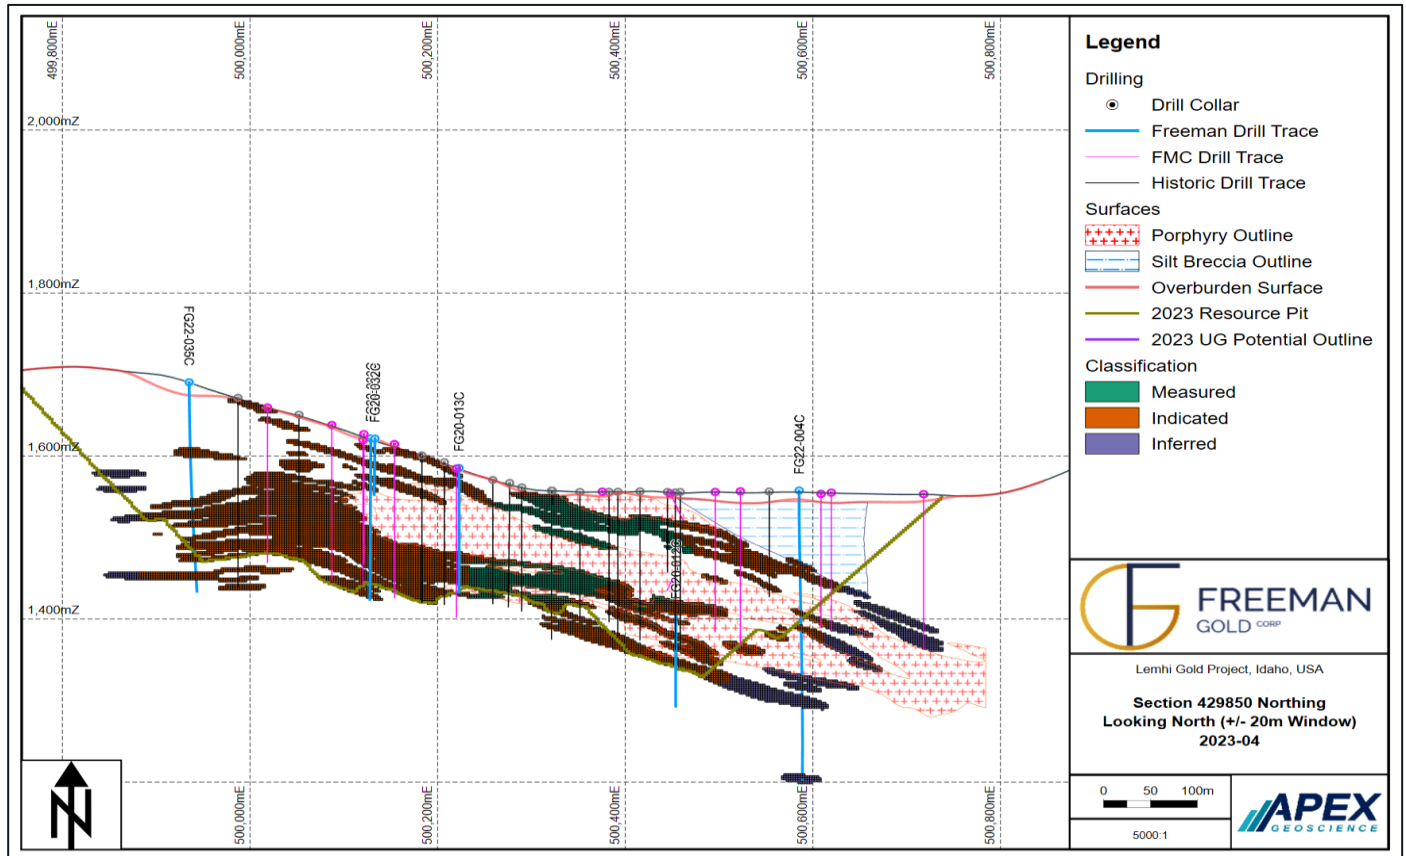 499,800mE
500,000mE
500,200mE
500,400mE
500,600mE
500,800mE
2,000mZ
1,800mZ
1,600mZ
1,400mZ
FG22-035C
FG20-032C
FG20-013C
FG20-012C
FG22-004C
500,000mE
500,200mE
500,400mE
500,600mE
500,800mE
N
Legend
Drilling
Drill Collar
Freeman Drill Trace
FMC Drill Trace
Historic Drill Trace
Surfaces
Porphyry Outline
Silt Breccia Outline
Overburden Surface
2023 Resource Pit
2023 UG Potential Outline
Classification
Measured
Indicated
Inferred
FREEMAN
GOLD CORP
Lemhi Gold Project, Idaho, USA
Section 429850 Northing
Looking North (+/- 20m Window)
2023-04
0 50 100m
5000:1
APEX
GEOSCIENCE